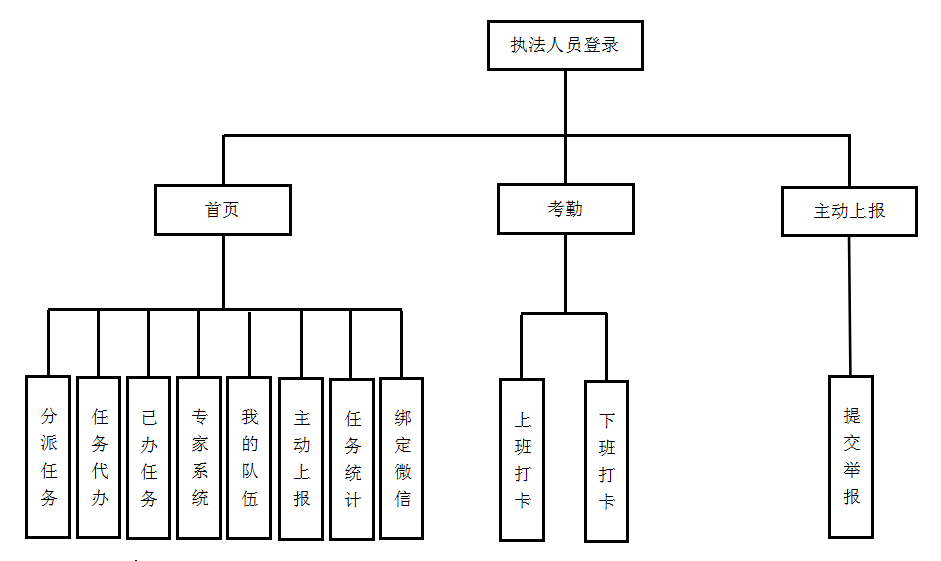 执法人员登录
首页
考勤
主动上报
分派任务
任务代办
已办任务
专家系统
我的队伍
主动上报
任务统计
绑定微信
上班打卡
下班打卡
提交举报